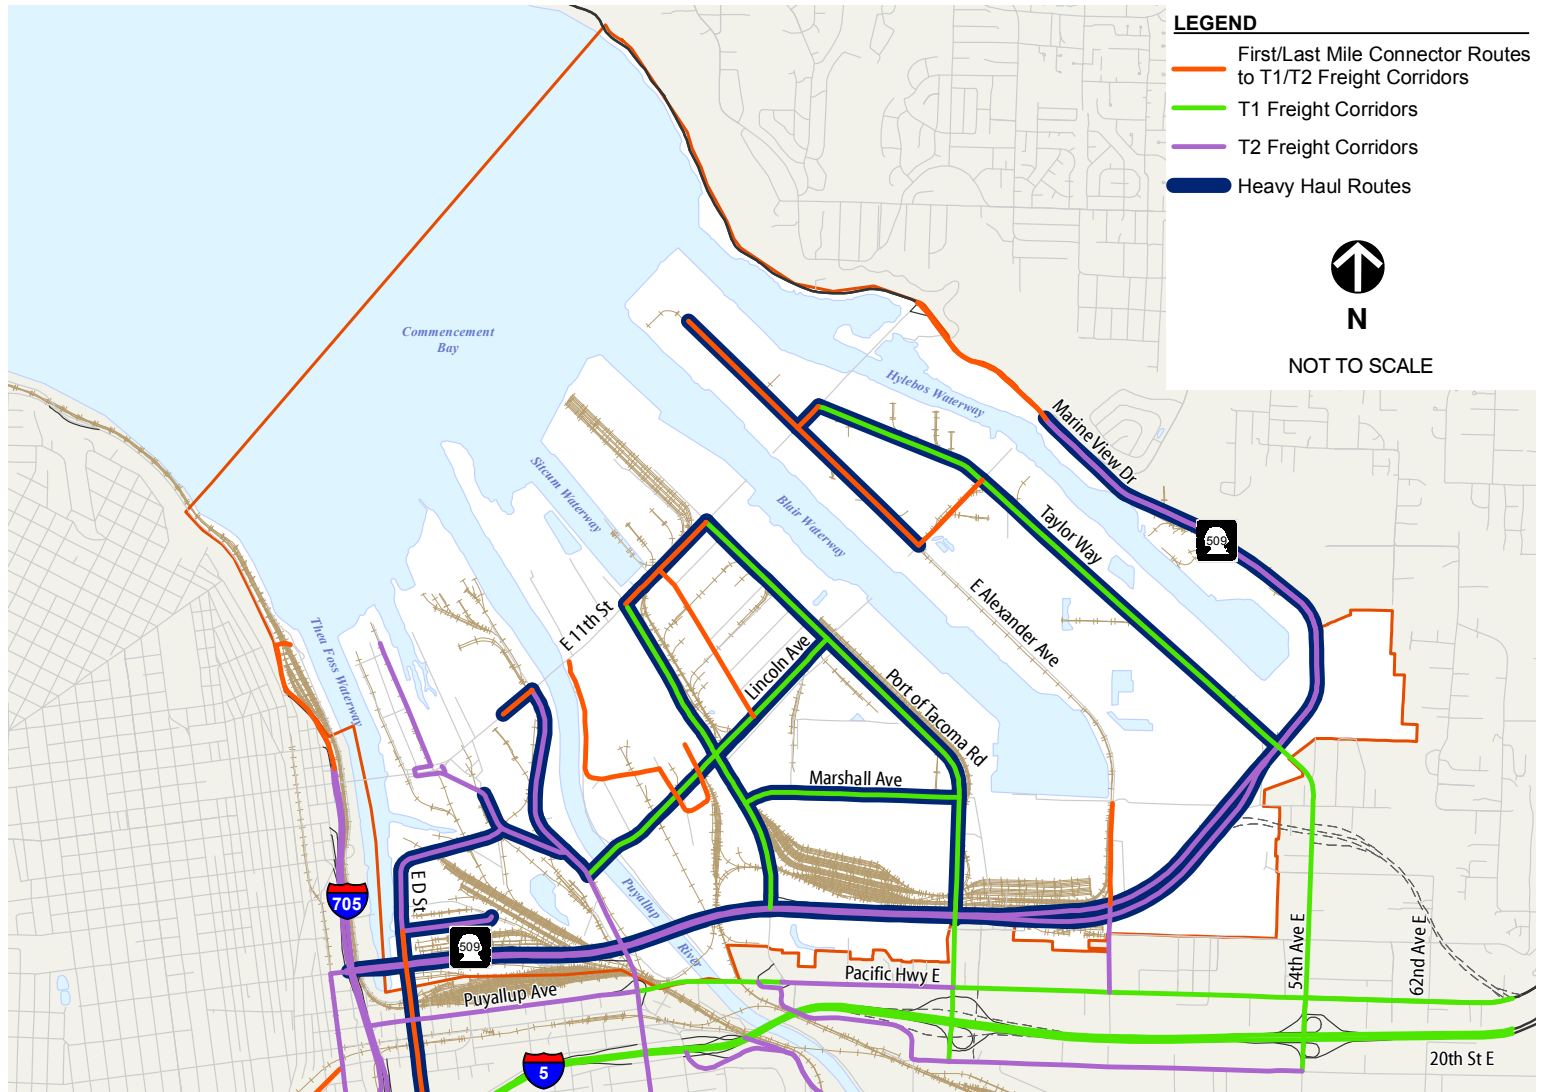 LEGEND
First/Last Mile Connector Routes
to T1/T2 Freight Corridors
T1 Freight Corridors
T2 Freight Corridors
Heavy Haul Routes
N
NOT TO SCALE
Commencement
Bay
Hylebos Waterway
Marine View Dr
Sitcum Waterway
Blair Waterway
Taylor Way
509
E Alexander Ave
E 11th St
Thea Foss Waterway
Lincoln Ave
Port of Tacoma Rd
Marshall Ave
E D St
705
Puyallup
River
509
Pacific Hwy E
Puyallup Ave
54th Ave E
62nd Ave E
20th St E
5